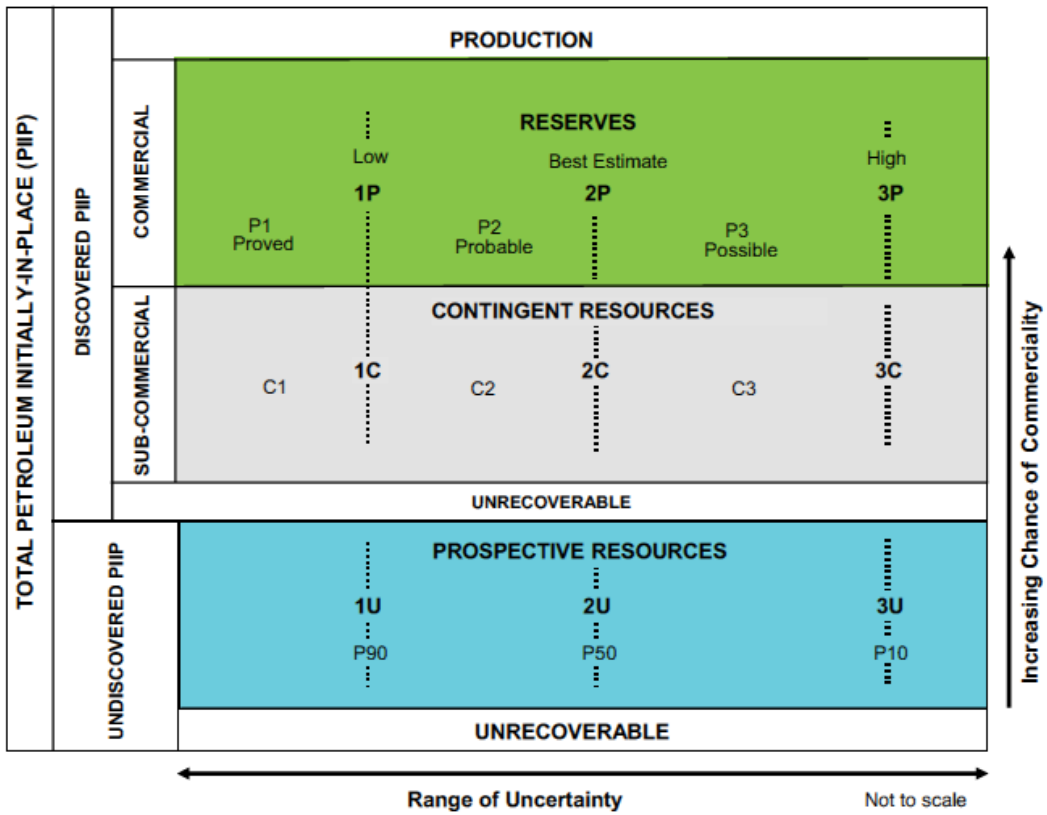 TOTAL PETROLEUM INITIALLY-IN-PLACE (PIIP)
DISCOVERED PIIP
UNDISCOVERED PIIP
COMMERCIAL
SUB-COMMERCIAL
PRODUCTION
RESERVES
Low
Best Estimate
High
1P
2P
3P
P1
Proved
P2
Probable
P3
Possible
CONTINGENT RESOURCES
1C
2C
3C
C1
C2
C3
UNRECOVERABLE
PROSPECTIVE RESOURCES
1U
2U
3U
P90
P50
P10
UNRECOVERABLE
Increasing Chance of Commerciality
Range of Uncertainty
Not to scale